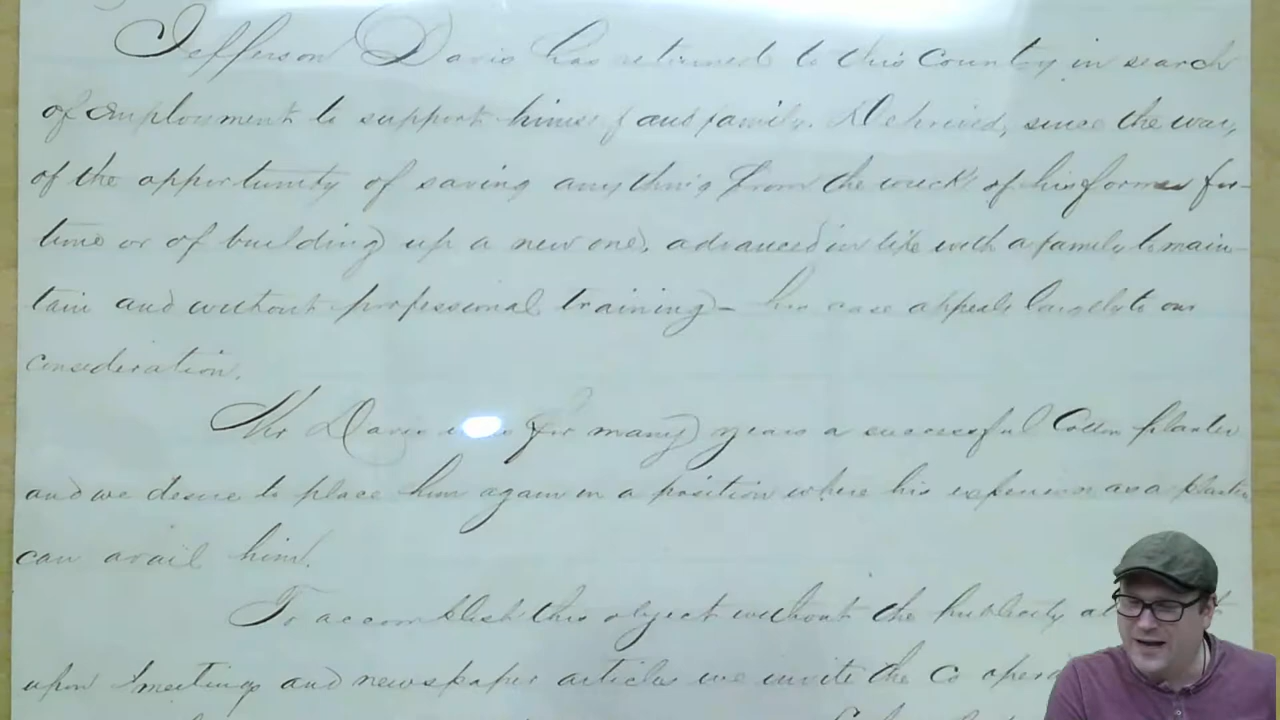 Jefferson Davis has returned to this Country in search
of employment to support himself and family. Deprived, since the war,
of the opportunity of saving anything from the wreck of his former for-
tune or of building up a new one, advanced in life with a family to main-
tain and without professional training - his case appeals largely to our
consideration.
Mr Davis was for many years a successful Cotton planter
and we desire to place him again in a position where his experience as a planter
can avail him.
To accomplish this object without the publicity
upon meetings and newspaper articles we invite the Co